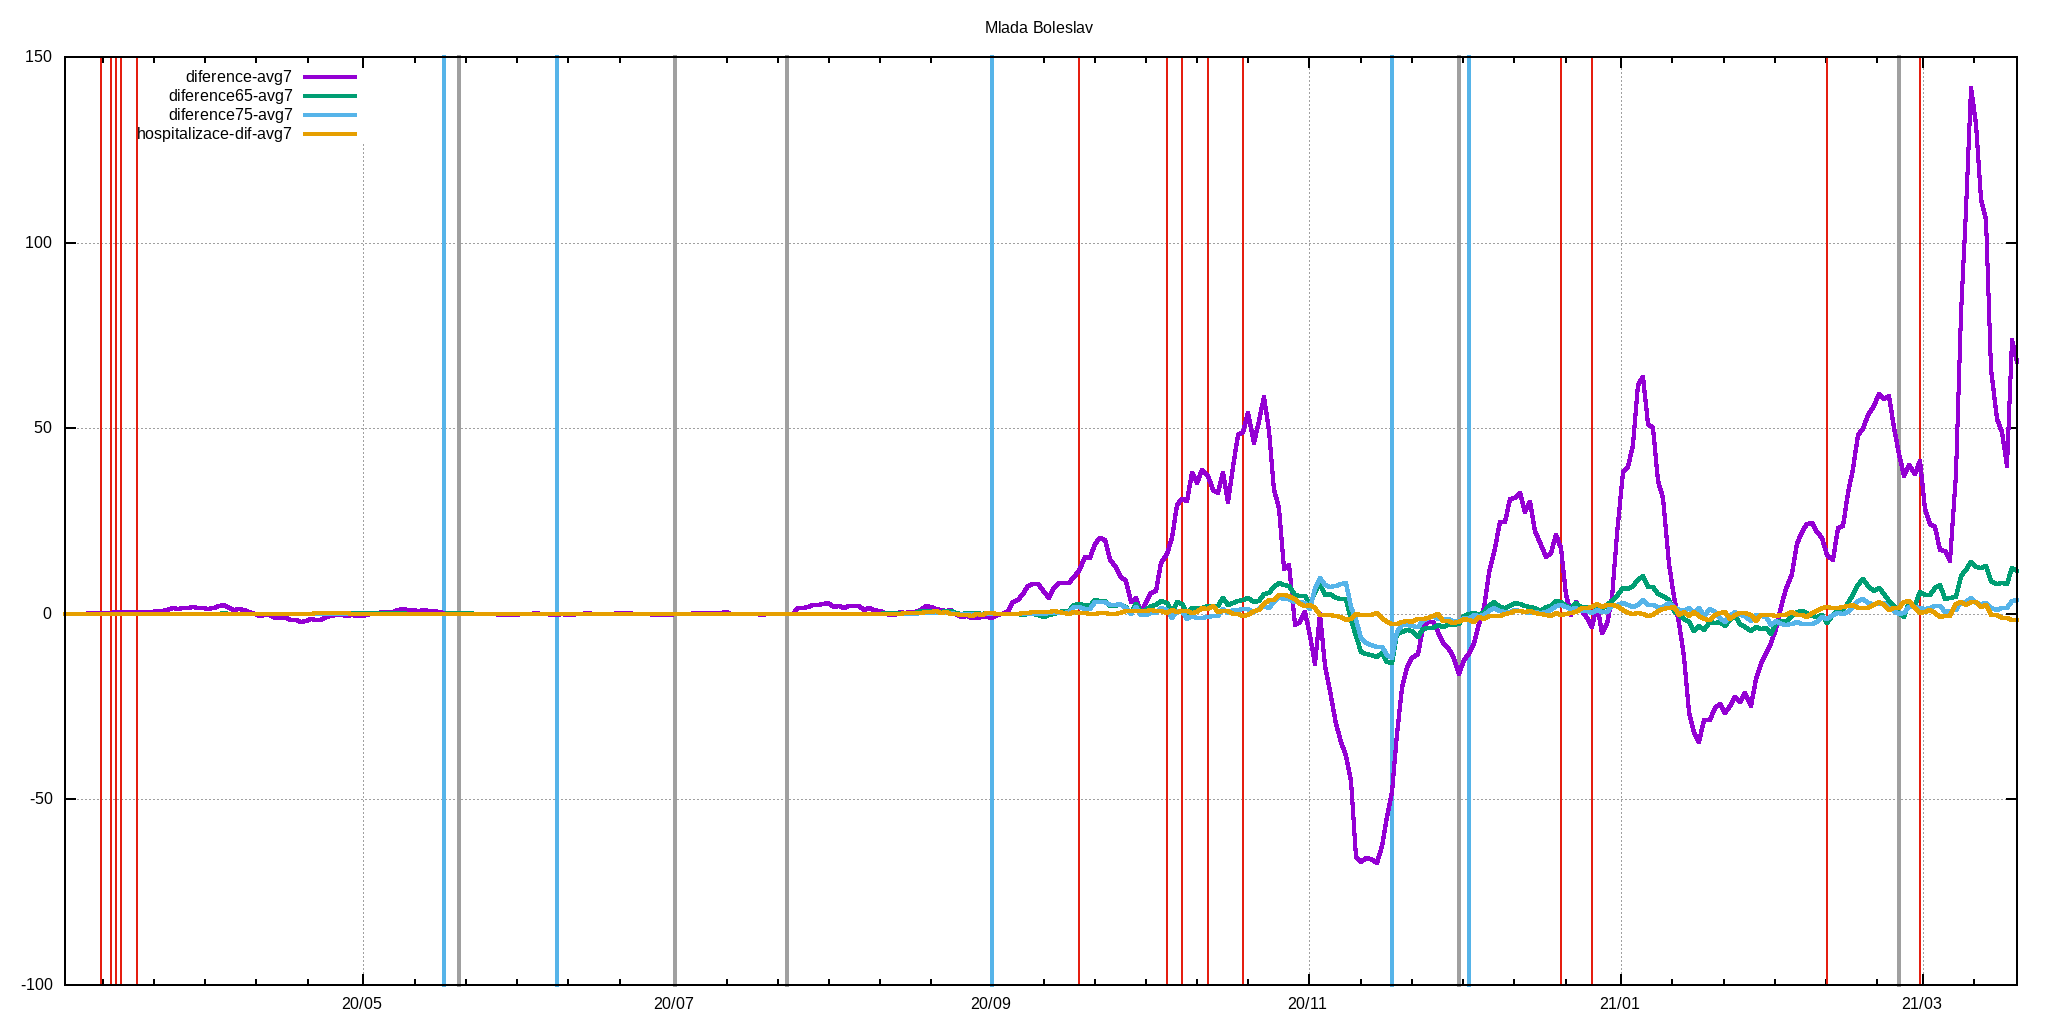 Mlada Boleslav
150
100
50
0
-50
-100
diference-avg7
diference65-avg7
diference75-avg7
hospitalizace-dif-avg7
20/05
20/07
20/09
20/11
21/01
21/03